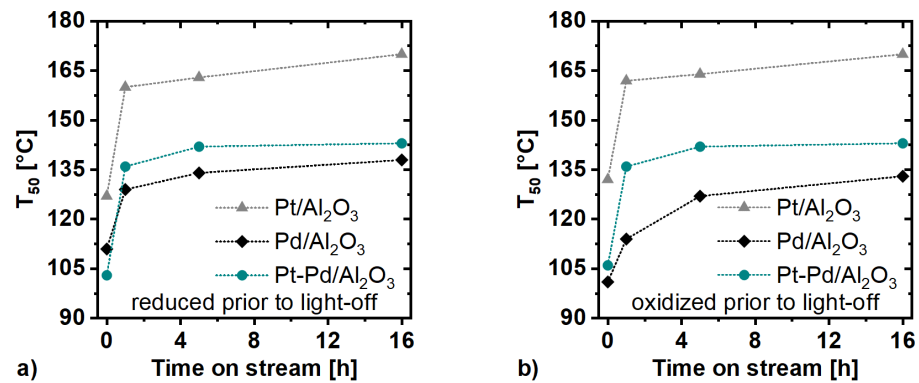 180
165
150
135
120
105
90
T50 [°C]
Pt/Al2O3
Pd/Al2O3
Pt-Pd/Al2O3
reduced prior to light-off
0 4 8 12 16
a) Time on stream [h]
180
165
150
135
120
105
90
T50 [°C]
Pt/Al2O3
Pd/Al2O3
Pt-Pd/Al2O3
oxidized prior to light-off
0 4 8 12 16
b) Time on stream [h]